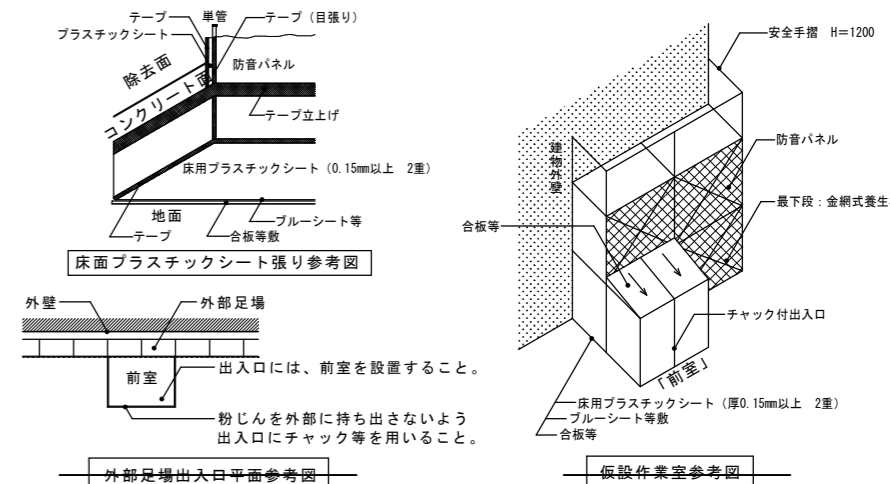 テープ
単管
テープ（目張り）
プラスチックシート
除去面
防音パネル
コンクリート面
テープ立上げ
床用プラスチックシート（0.15mm以上　2重）
地面
ブルーシート等
テープ
合板等敷
床面プラスチックシート張り参考図
外壁
外部足場
前室
出入口には、前室を設置すること。
粉じんを外部に持ち出さないよう
出入口にチャック等を用いること。
外部足場出入口平面参考図
安全手摺　H=1200
建物外壁
防音パネル
最下段：金網式養生
合板等
チャック付出入口
「前室」
床用プラスチックシート（厚0.15mm以上　2重）
ブルーシート等敷
合板等
仮設作業室参考図